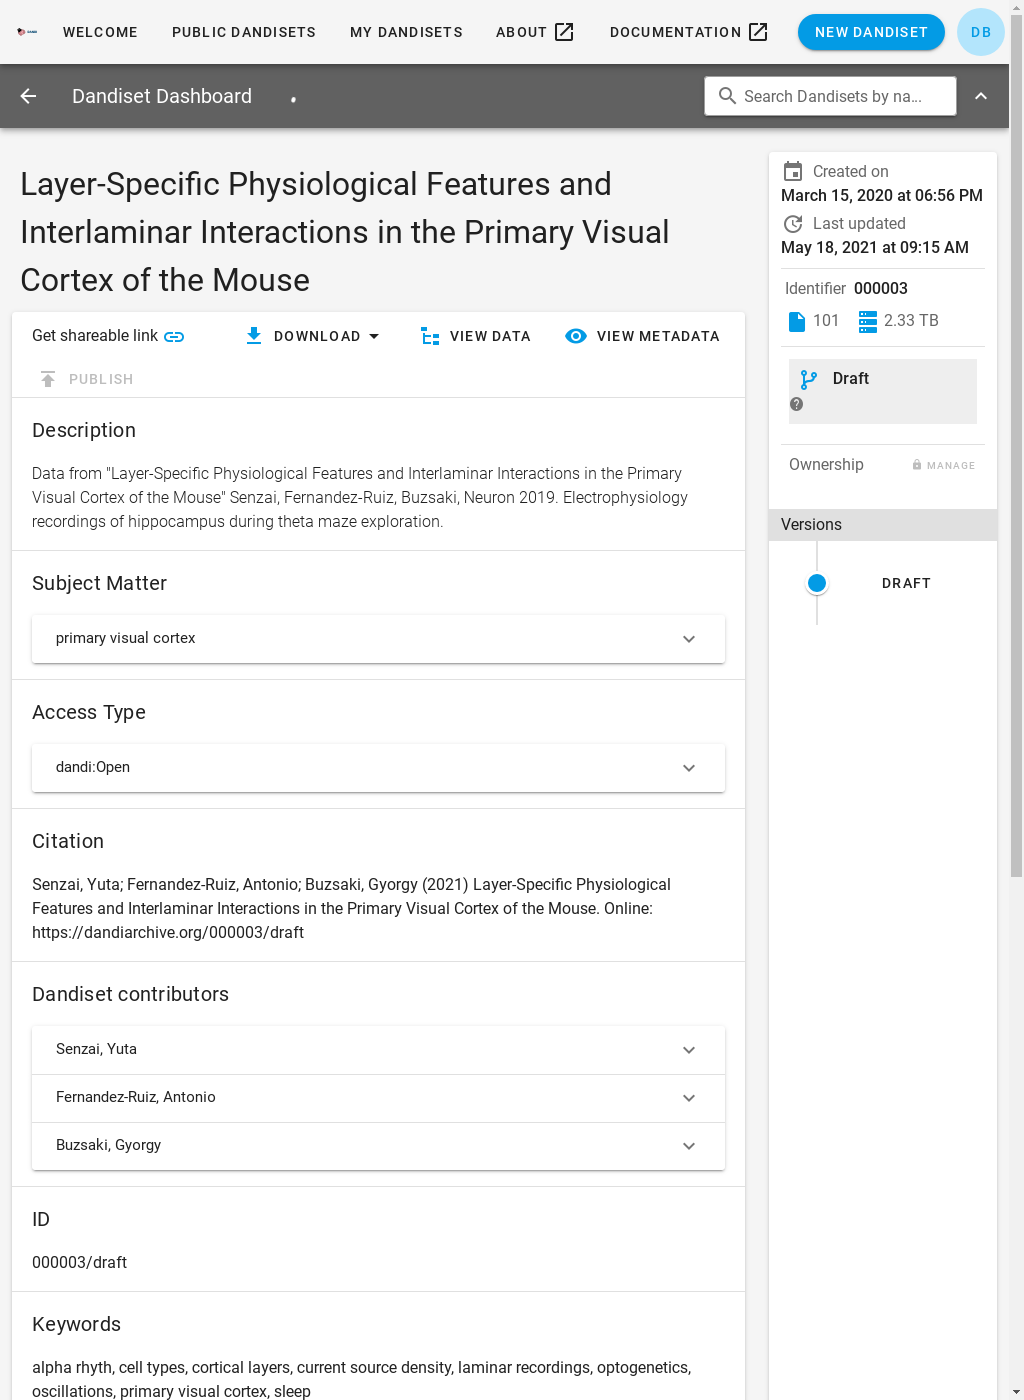 WELCOME PUBLIC DANDISETS MY DANDISETS ABOUT DOCUMENTATION NEW DANDISET DB
Dandiset Dashboard Search Dandisets by na...
Layer-Specific Physiological Features and
Interlaminar Interactions in the Primary Visual
Cortex of the Mouse
Get shareable link DOWNLOAD VIEW DATA VIEW METADATA
PUBLISH
Description
Data from "Layer-Specific Physiological Features and Interlaminar Interactions in the Primary
Visual Cortex of the Mouse" Senzai, Fernandez-Ruiz, Buzsaki, Neuron 2019. Electrophysiology
recordings of hippocampus during theta maze exploration.
Subject Matter
primary visual cortex
Access Type
dandi:Open
Citation
Senzai, Yuta; Fernandez-Ruiz, Antonio; Buzsaki, Gyorgy (2021) Layer-Specific Physiological
Features and Interlaminar Interactions in the Primary Visual Cortex of the Mouse. Online:
https://dandiarchive.org/000003/draft
Dandiset contributors
Senzai, Yuta
Fernandez-Ruiz, Antonio
Buzsaki, Gyorgy
ID
000003/draft
Keywords
alpha rhyth, cell types, cortical layers, current source density, laminar recordings, optogenetics,
oscillations, primary visual cortex, sleep
Created on
March 15, 2020 at 06:56 PM
Last updated
May 18, 2021 at 09:15 AM
Identifier 000003
101 2.33 TB
Draft
Ownership MANAGE
Versions
DRAFT